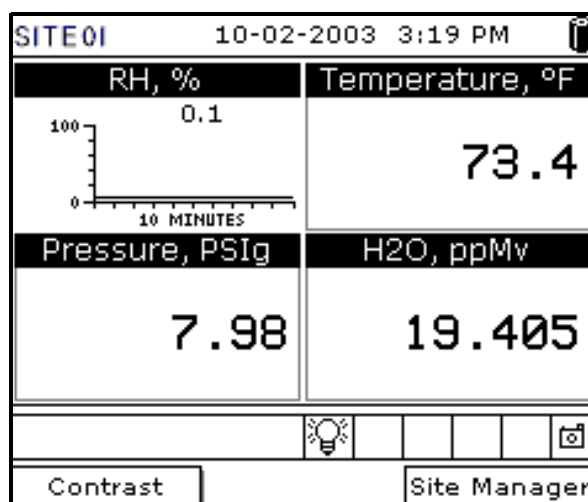 SITE01 10-02-2003 3:19 PM
RH, % Temperature, ºF
0.1
100
73.4
0
10 MINUTES
Pressure, PSIg H2O, ppMv
7.98 19.405
Contrast Site Manager